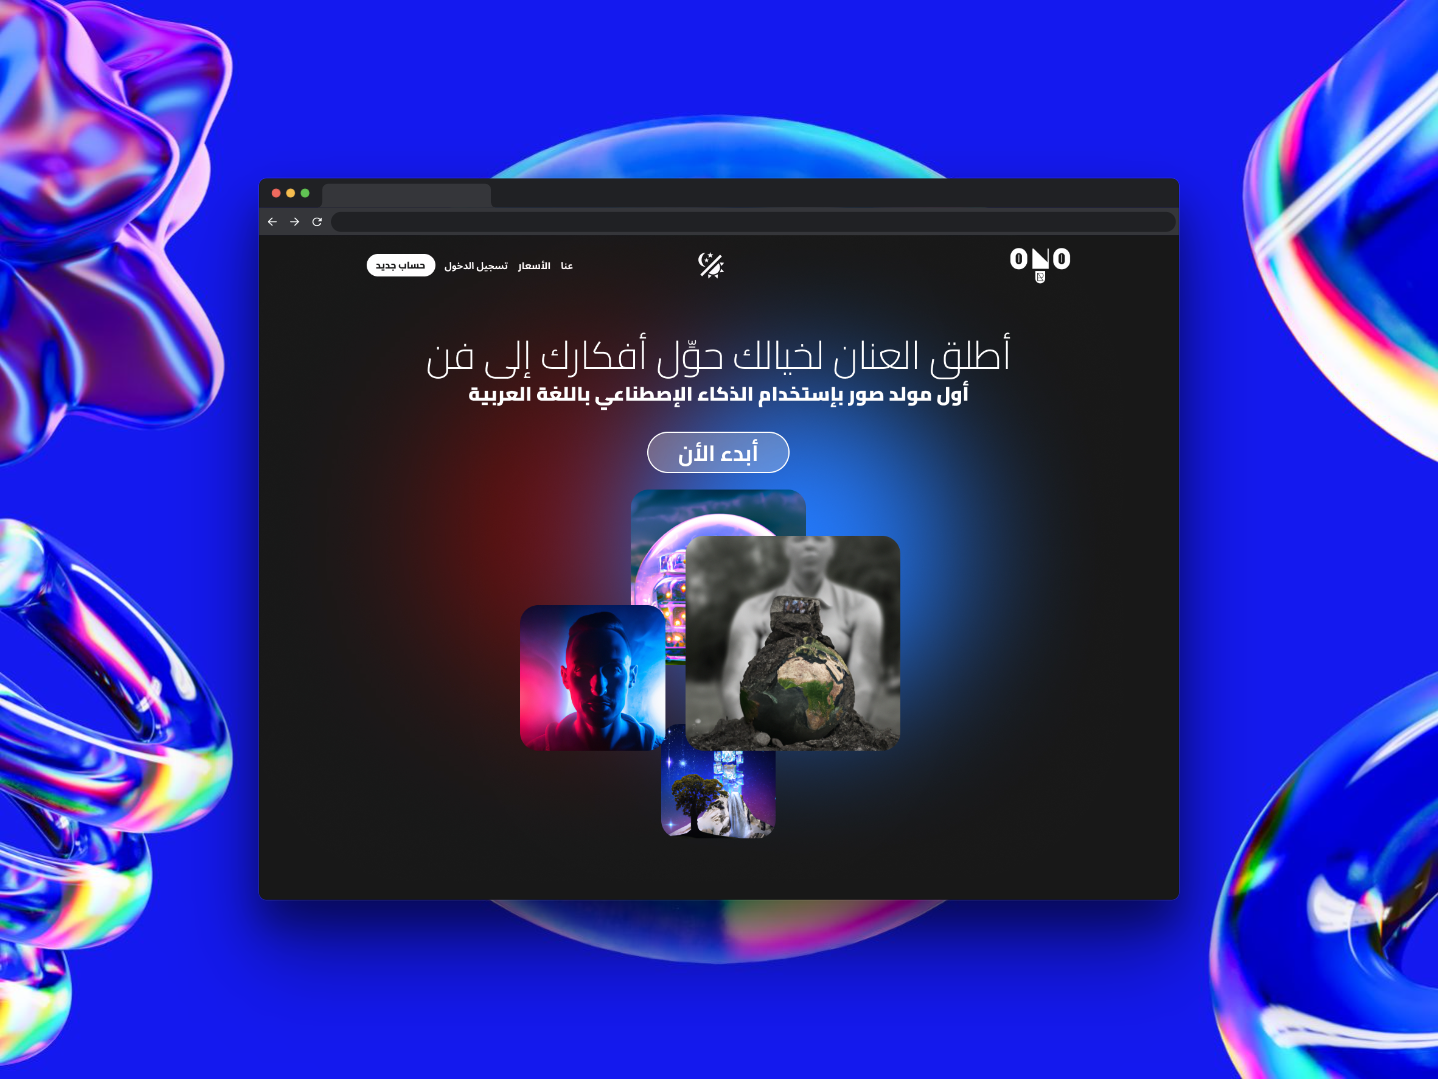 ONO
عنا
الأسعار
تسجيل الدخول
حساب جديد
أطلق العنان لخيالك حوّل أفكارك إلى فن
أول مولد صور بإستخدام الذكاء الإصطناعي باللغة العربية
أبدء الأن